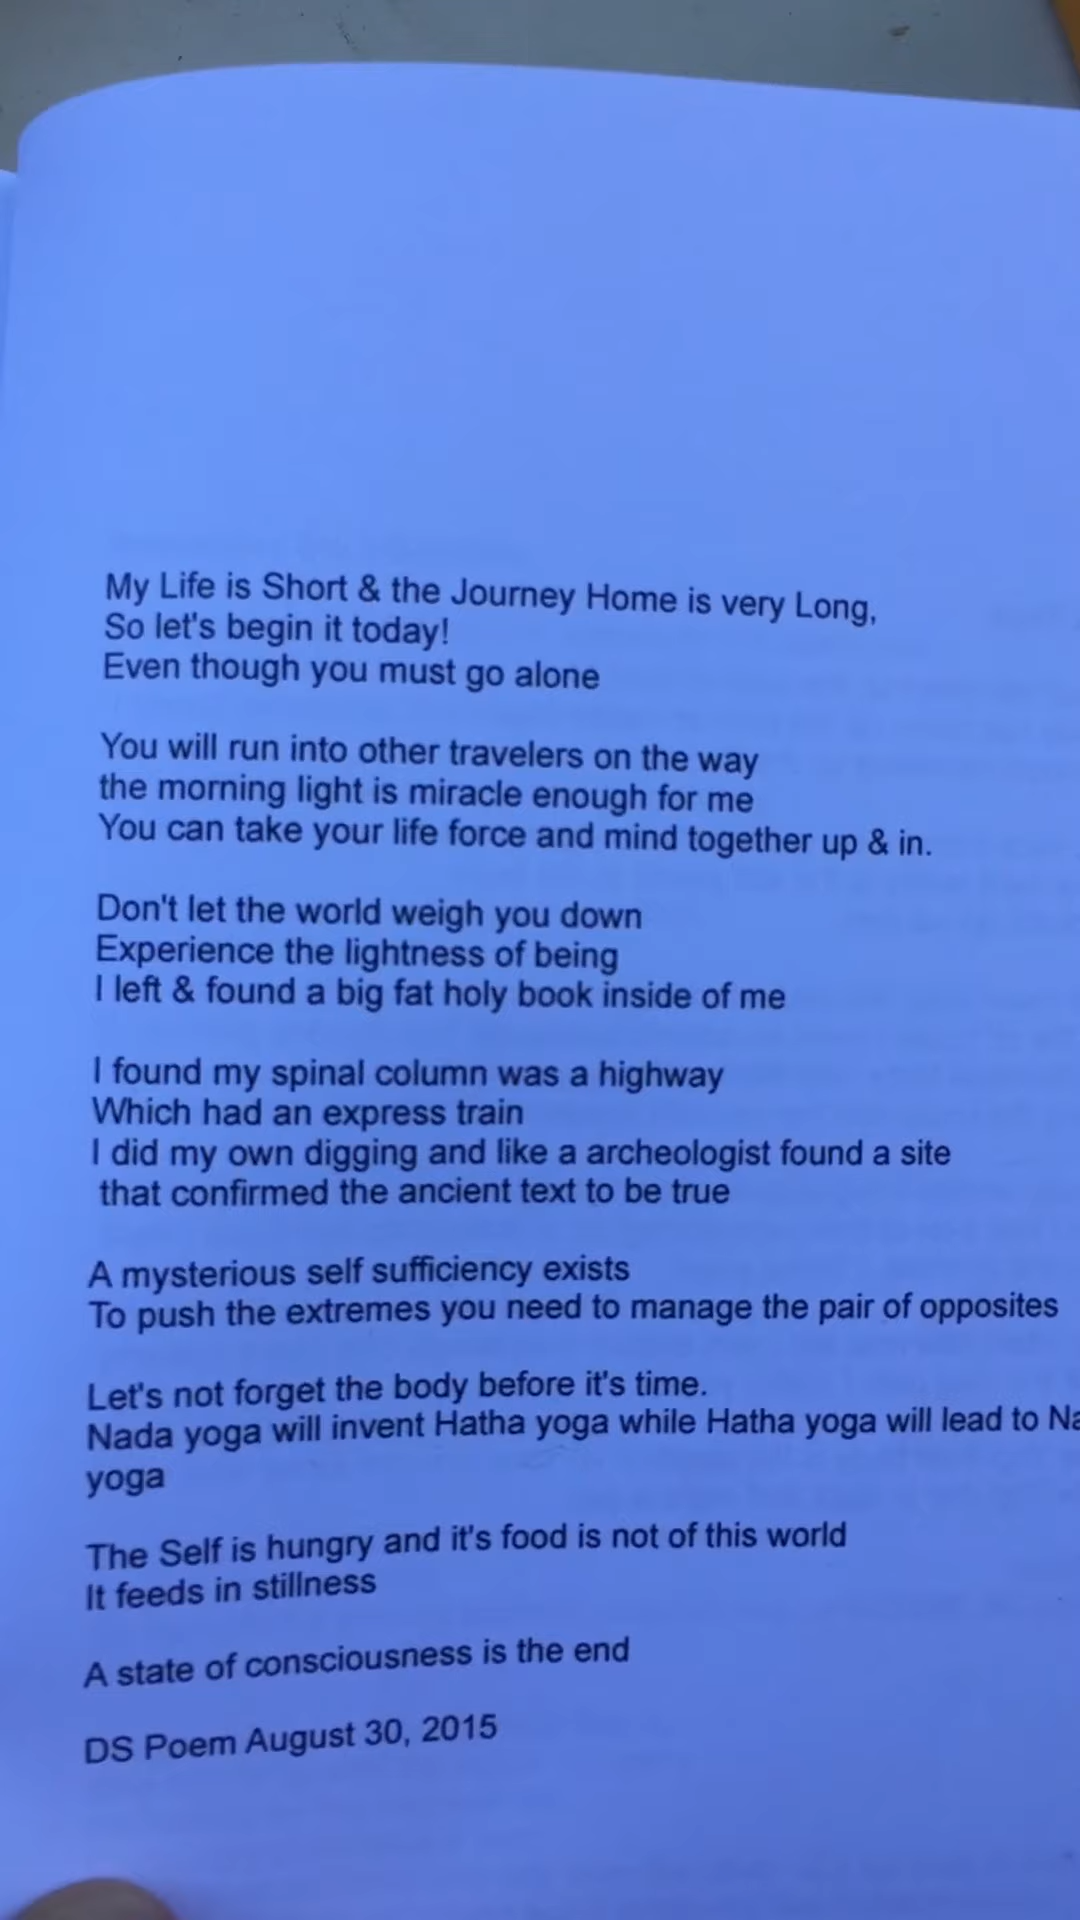 My Life is Short & the Journey Home is very Long,
So let's begin it today!
Even though you must go alone
You will run into other travelers on the way
the morning light is miracle enough for me
You can take your life force and mind together up & in.
Don't let the world weigh you down
Experience the lightness of being
I left & found a big fat holy book inside of me
I found my spinal column was a highway
Which had an express train
I did my own digging and like a archeologist found a site
that confirmed the ancient text to be true
A mysterious self sufficiency exists
To push the extremes you need to manage the pair of opposites
Let's not forget the body before it's time.
Nada yoga will invent Hatha yoga while Hatha yoga will lead to
yoga
The Self is hungry and it's food is not of this world
It feeds in stillness
A state of consciousness is the end
DS Poem August 30, 2015